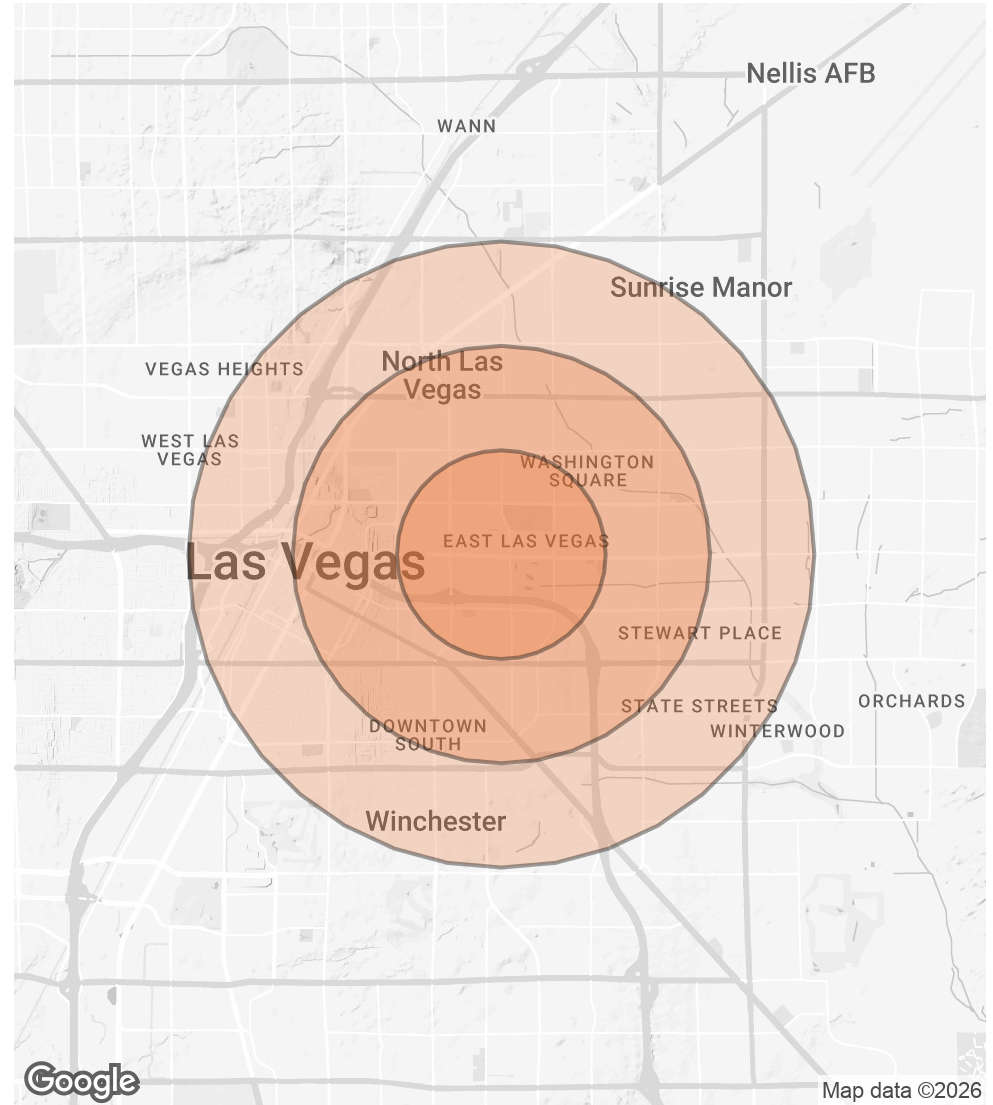 Nellis AFB
WANN
Sunrise Manor
North Las
Vegas
VEGAS HEIGHTS
WEST LAS
VEGAS
WASHINGTON
SQUARE
EAST LAS VEGAS
Las Vegas
STEWART PLACE
ORCHARDS
STATE STREETS
WINTERWOOD
DOWNTOWN
SOUTH
Winchester
Google
Map data ©2026